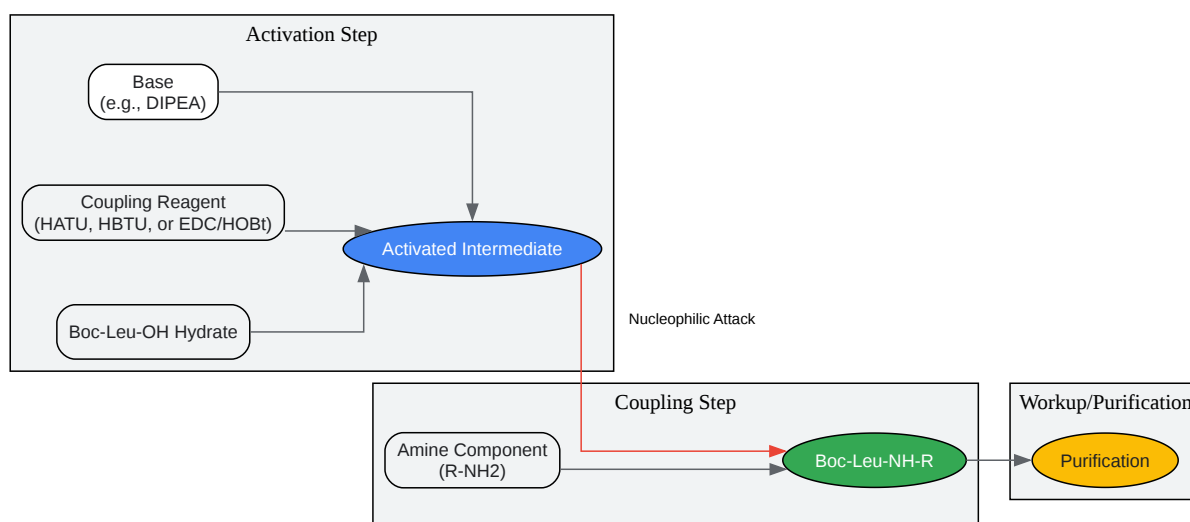 Activation Step
Base
(e.g., DIPEA)
Coupling Reagent
(HATU, HBTU, or EDC/HOBt)
Activated Intermediate
Boc-Leu-OH Hydrate
Nucleophilic Attack
Coupling Step
Amine Component
(R-NH2)
Boc-Leu-NH-R
Workup/Purification
Purification